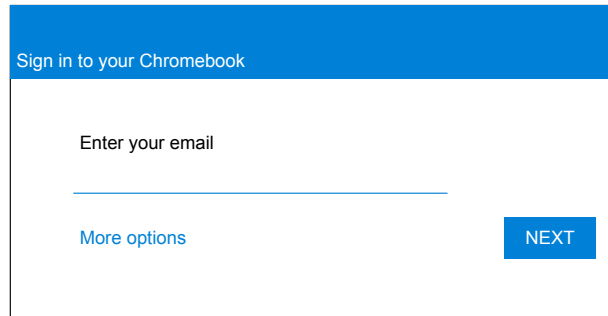 Sign in to your Chromebook
Enter your email
More options
NEXT